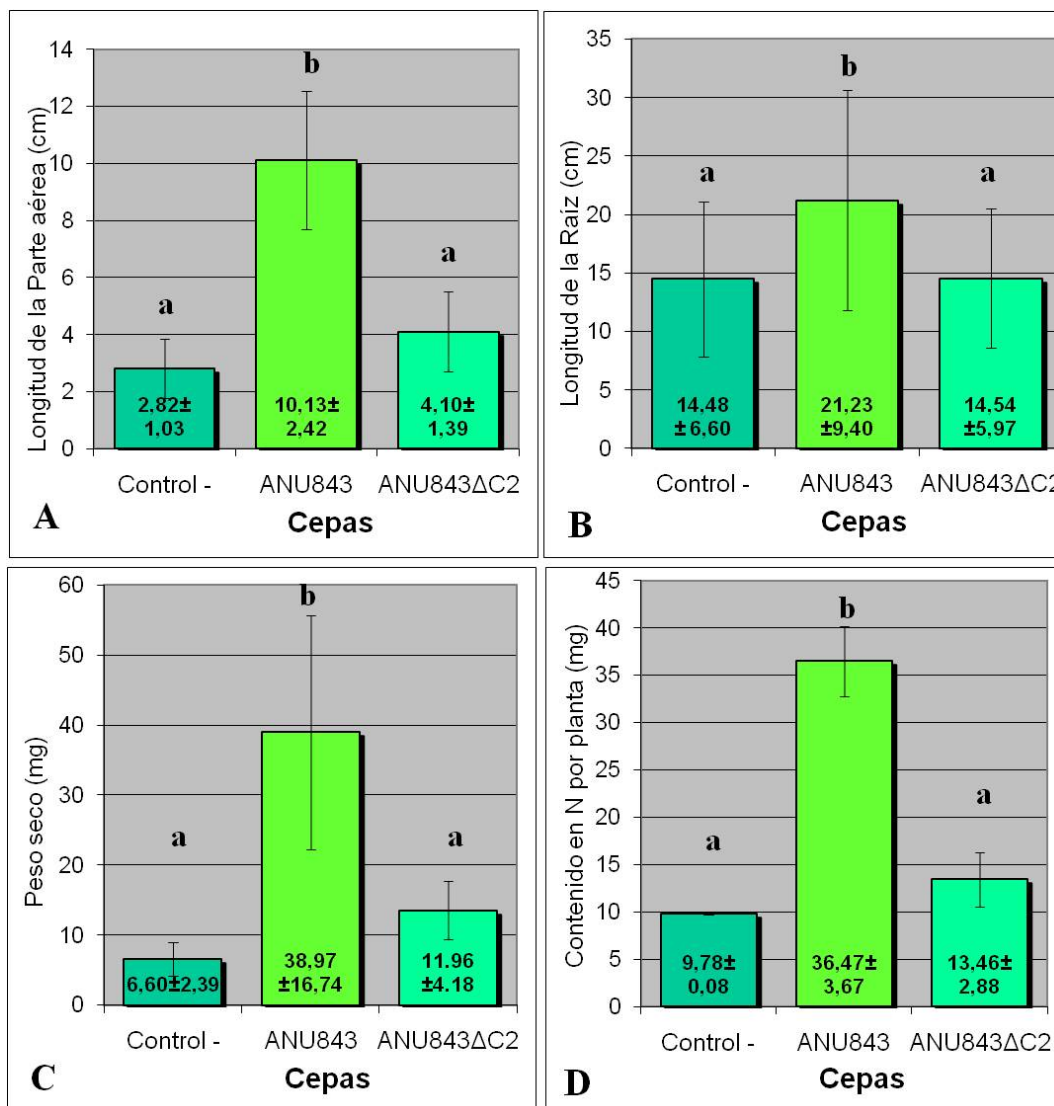 Longitud de la Parte aérea (cm)
14
12
10
8
6
4
2
0
a
b
a
2,82±
1,03
10,13±
2,42
4,10±
1,39
Control -
ANU843
ANU843ΔC2
Cepas
A
Longitud de la Raíz (cm)
35
30
25
20
15
10
5
0
a
b
a
14,48
±6,60
21,23
±9,40
14,54
±5,97
Control -
ANU843
ANU843ΔC2
Cepas
B
Peso seco (mg)
60
50
40
30
20
10
0
a
b
a
6,60±2,39
38,97
±16,74
11.96
±4.18
Control -
ANU843
ANU843ΔC2
Cepas
C
Contenido en N por planta (mg)
45
40
35
30
25
20
15
10
5
0
a
b
a
9,78±
0,08
36,47±
3,67
13,46±
2,88
Control -
ANU843
ANU843ΔC2
Cepas
D